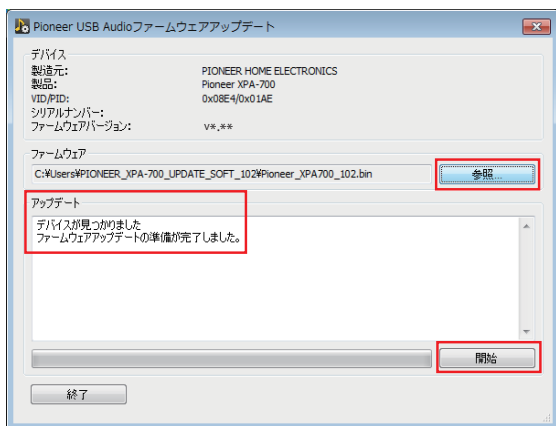 Pioneer USB Audioファームウェアアップデート
デバイス
製造元: PIONEER HOME ELECTRONICS
製品: Pioneer XPA-700
VID/PID: 0x08E4/0x01AE
シリアルナンバー:
ファームウェアバージョン: V*.**
ファームウェア
C:¥Users¥PIONEER_XPA-700_UPDATE_SOFT_102¥Pioneer_XPA700_102.bin 参照...
アップデート
デバイスが見つかりました
ファームウェアアップデートの準備が完了しました。
開始
終了